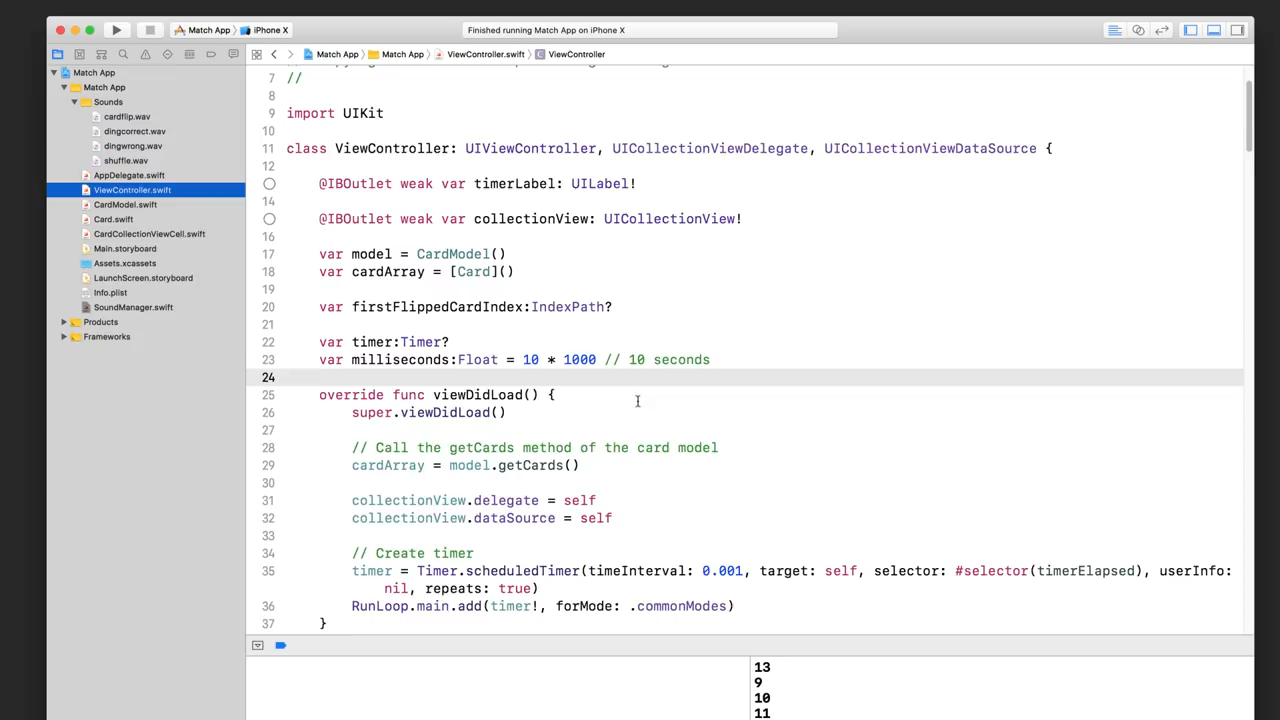 Match App
iPhone X
Finished running Match App on iPhone X
Match App
Match App
ViewController.swift
ViewController
Match App
Match App
Sounds
cardflip.wav
dingcorrect.wav
dingwrong.wav
shuffle.wav
AppDelegate.swift
ViewController.swift
CardModel.swift
Card.swift
CardCollectionViewCell.swift
Main.storyboard
Assets.xcassets
LaunchScreen.storyboard
Info.plist
SoundManager.swift
Products
Frameworks
7 //
8
9 import UIKit
10
11 class ViewController: UIViewController, UICollectionViewDelegate, UICollectionViewDataSource {
12
@IBOutlet weak var timerLabel: UILabel!
14
@IBOutlet weak var collectionView: UICollectionView!
16
17 var model = CardModel()
18 var cardArray = [Card]()
19
20 var firstFlippedCardIndex:IndexPath?
21
22 var timer:Timer?
23 var milliseconds:Float = 10 * 1000 // 10 seconds
24
25 override func viewDidLoad() {
26 super.viewDidLoad()
27
28 // Call the getCards method of the card model
29 cardArray = model.getCards()
30
31 collectionView.delegate = self
32 collectionView.dataSource = self
33
34 // Create timer
35 timer = Timer.scheduledTimer(timeInterval: 0.001, target: self, selector: #selector(timerElapsed), userInfo:
nil, repeats: true)
36 RunLoop.main.add(timer!, forMode: .commonModes)
37 }
13
9
10
11